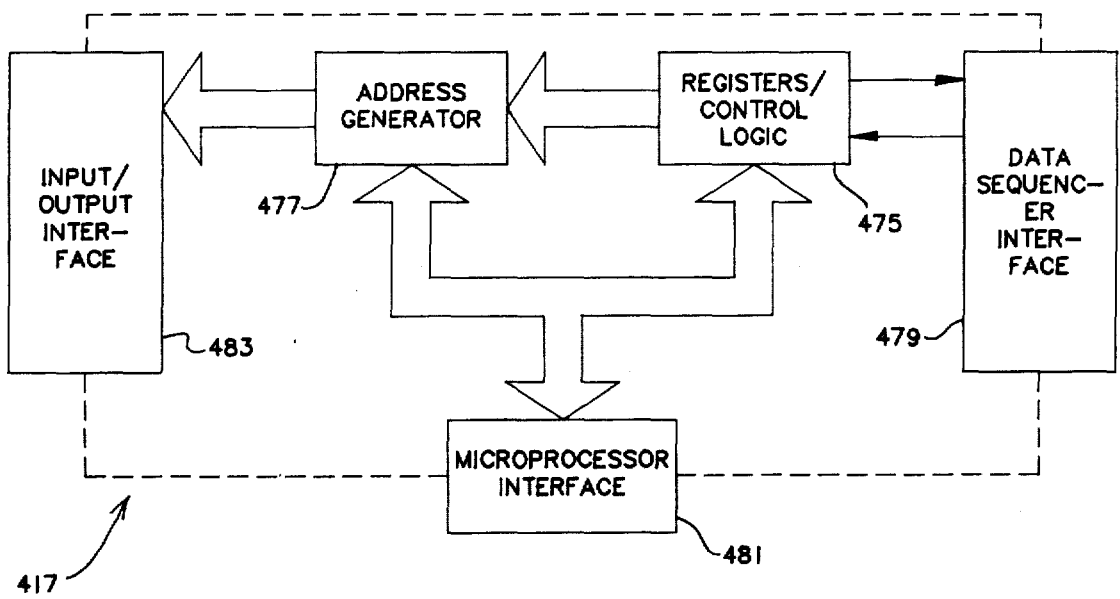 INPUT/
OUTPUT
INTER-
FACE
483
ADDRESS
GENERATOR
477
REGISTERS/
CONTROL
LOGIC
475
DATA
SEQUENC-
ER
INTER-
FACE
479
MICROPROCESSOR
INTERFACE
481
417